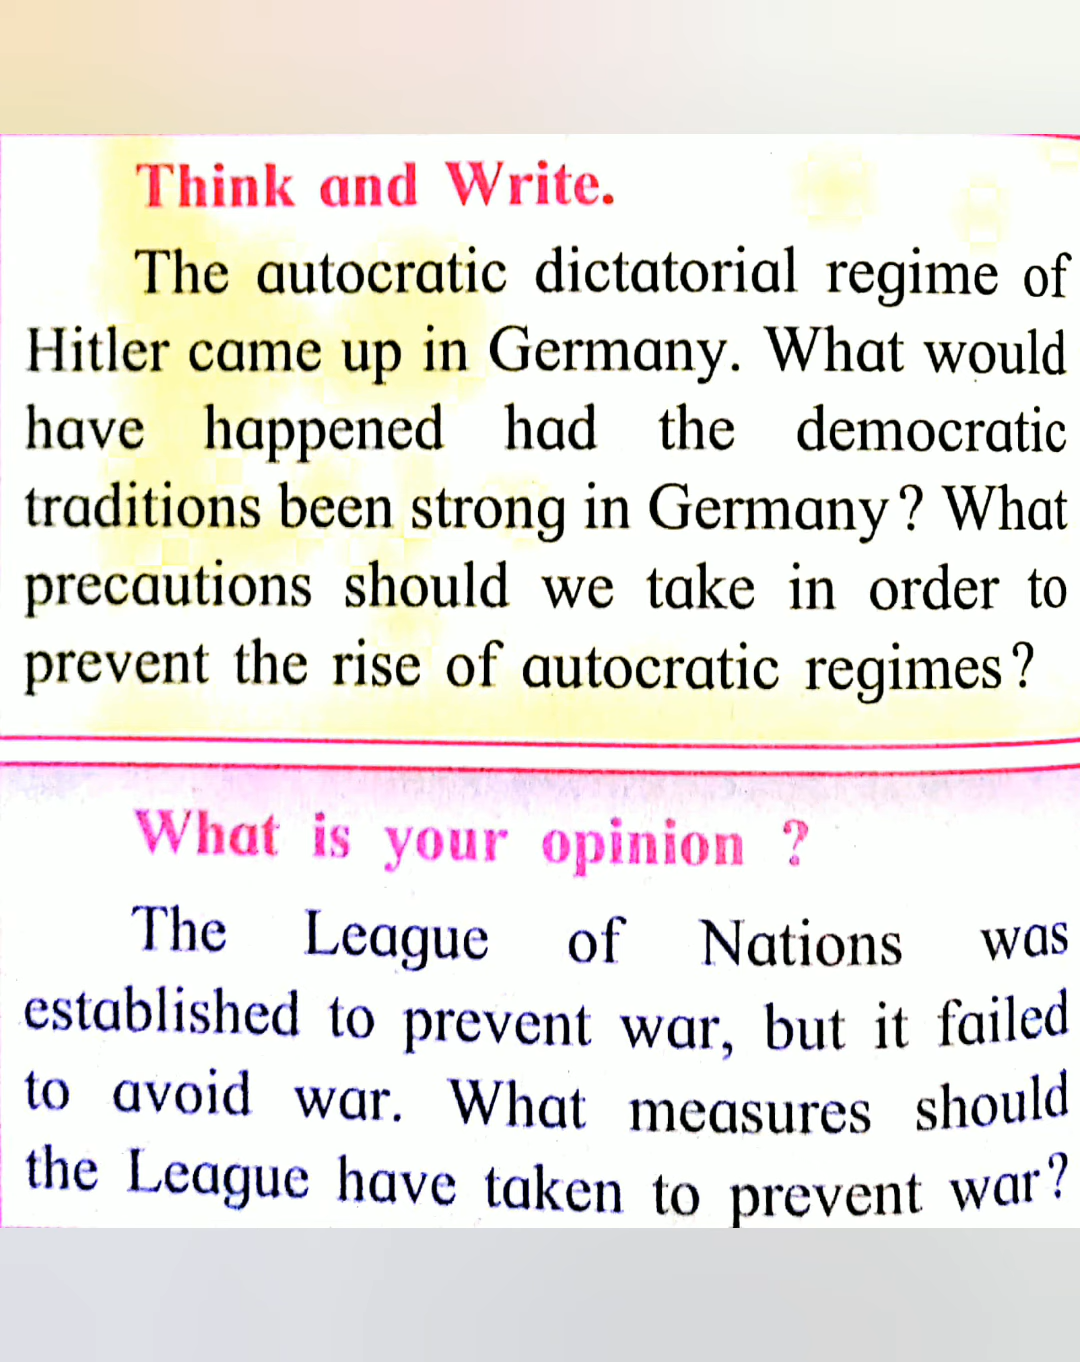 Think and Write.
The autocratic dictatorial regime of
Hitler came up in Germany. What would
have happened had the democratic
traditions been strong in Germany? What
precautions should we take in order to
prevent the rise of autocratic regimes?
What is your opinion ?
The League of Nations was
established to prevent war, but it failed
to avoid war. What measures should
the League have taken to prevent war?